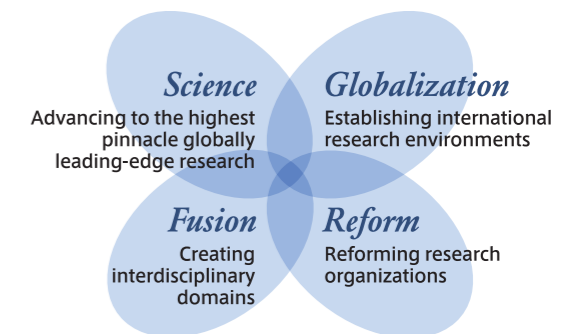 Science
Advancing to the highest
pinnacle globally
leading-edge research
Globalization
Establishing international
research environments
Fusion
Creating
interdisciplinary
domains
Reform
Reforming research
organizations